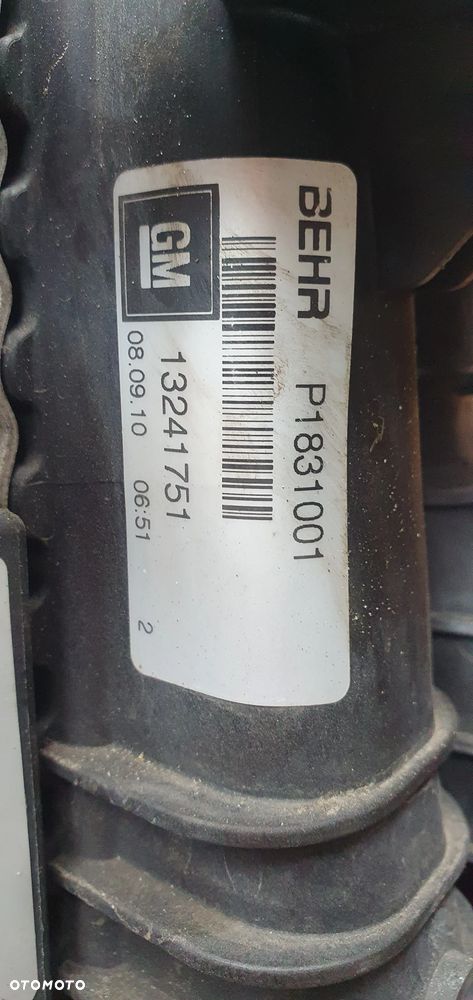 BEHR P1831001
GM
13241751
08.09.10 06:51 2
OTOMOTO